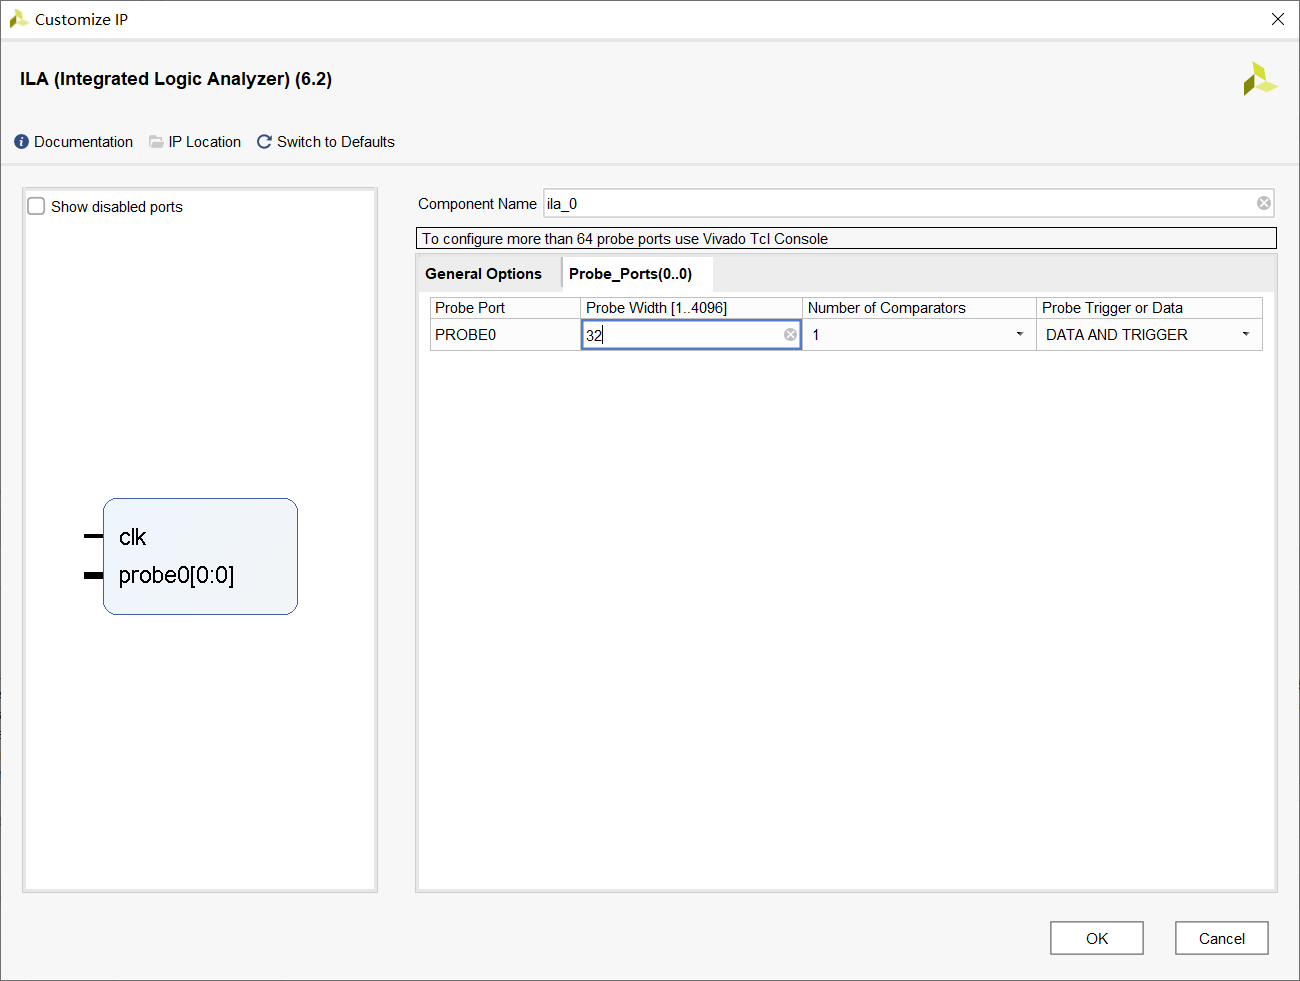 Customize IP
ILA (Integrated Logic Analyzer) (6.2)
Documentation IP Location Switch to Defaults
Show disabled ports
clk
probe0[0:0]
Component Name ila_0
To configure more than 64 probe ports use Vivado Tcl Console
General Options Probe_Ports(0..0)
Probe Port Probe Width [1..4096] Number of Comparators Probe Trigger or Data
PROBE0 32 1 DATA AND TRIGGER
OK Cancel